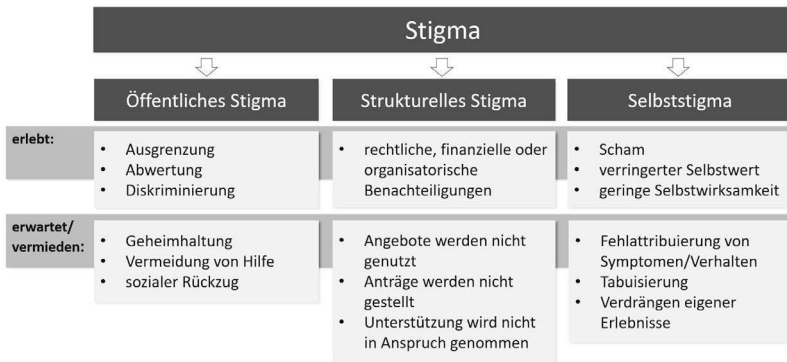 Stigma
Öffentliches Stigma
Strukturelles Stigma
Selbststigma
erlebt:
• Ausgrenzung
• Abwertung
• Diskriminierung
• rechtliche, finanzielle oder
organisatorische
Benachteiligungen
• Scham
• verringerter Selbstwert
• geringe Selbstwirksamkeit
erwartet/
vermieden:
• Geheimhaltung
• Vermeidung von Hilfe
• sozialer Rückzug
• Angebote werden nicht
genutzt
• Anträge werden nicht
gestellt
• Unterstützung wird nicht
in Anspruch genommen
• Fehlattribuierung von
Symptomen/Verhalten
• Tabuisierung
• Verdrängen eigener
Erlebnisse